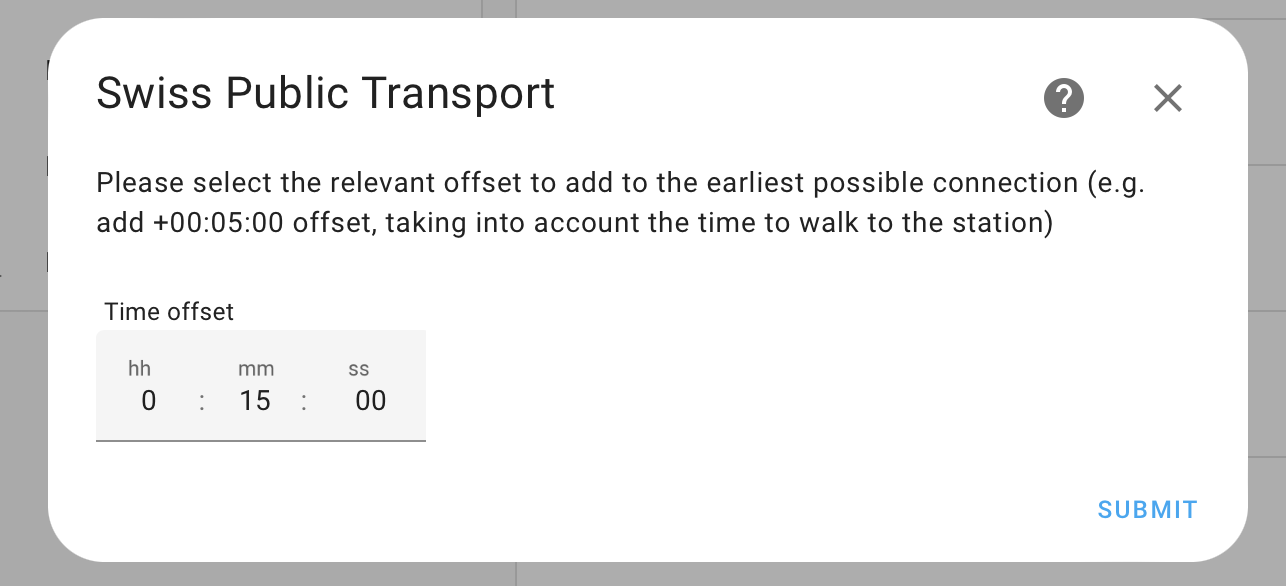 Swiss Public Transport
Please select the relevant offset to add to the earliest possible connection (e.g.
add +00:05:00 offset, taking into account the time to walk to the station)
Time offset
hh mm ss
0 : 15 : 00
SUBMIT